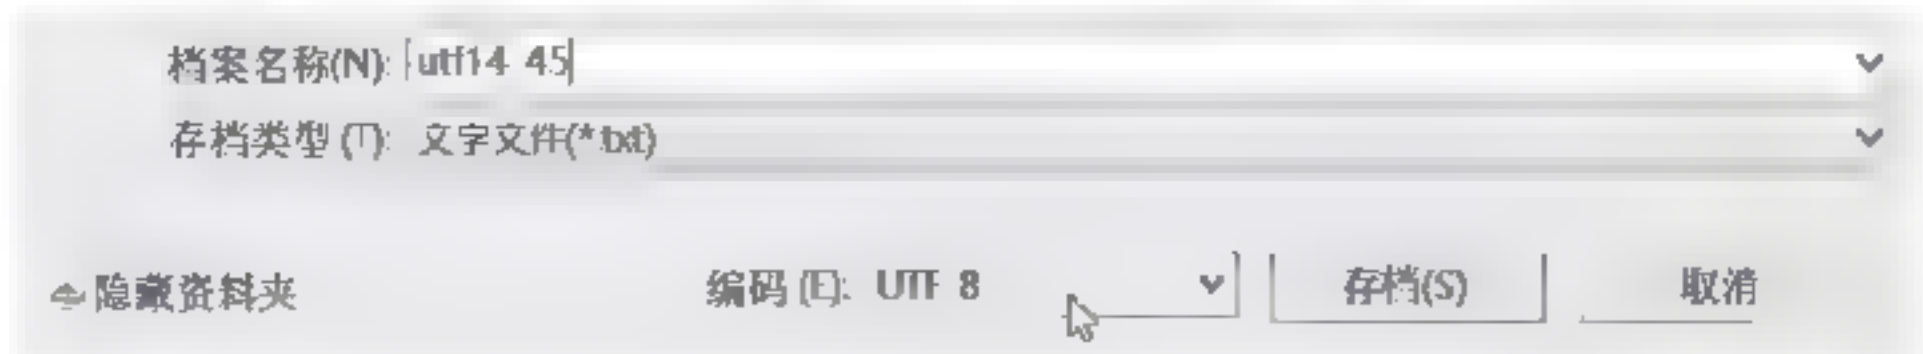 档案名称(N): utf14 45
存档类型(T): 文字文件(*.txt)
隐藏资料夹 编码(E): UTF 8 存档(S) 取消